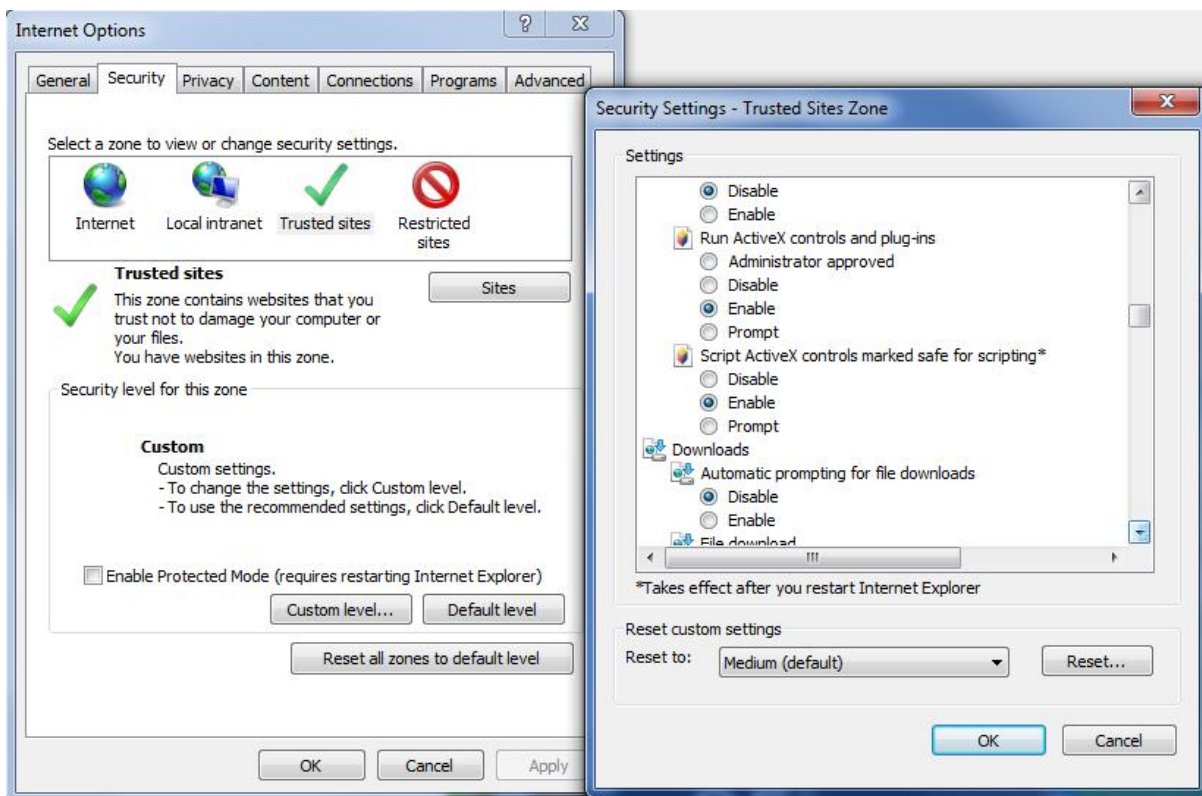 Internet Options
General Security Privacy Content Connections Programs Advanced
Select a zone to view or change security settings.
Internet
Local intranet
Trusted sites
Restricted
sites
Trusted sites
Sites
This zone contains websites that you
trust not to damage your computer or
your files.
You have websites in this zone.
Security level for this zone
Custom
Custom settings.
- To change the settings, click Custom level.
- To use the recommended settings, click Default level.
Enable Protected Mode (requires restarting Internet Explorer)
Custom level...
Default level
Reset all zones to default level
OK
Cancel
Apply
Security Settings - Trusted Sites Zone
Settings
Disable
Enable
Run ActiveX controls and plug-ins
Administrator approved
Disable
Enable
Prompt
Script ActiveX controls marked safe for scripting*
Disable
Enable
Prompt
Downloads
Automatic prompting for file downloads
Disable
Enable
File download
*Takes effect after you restart Internet Explorer
Reset custom settings
Reset to:
Medium (default)
Reset...
OK
Cancel